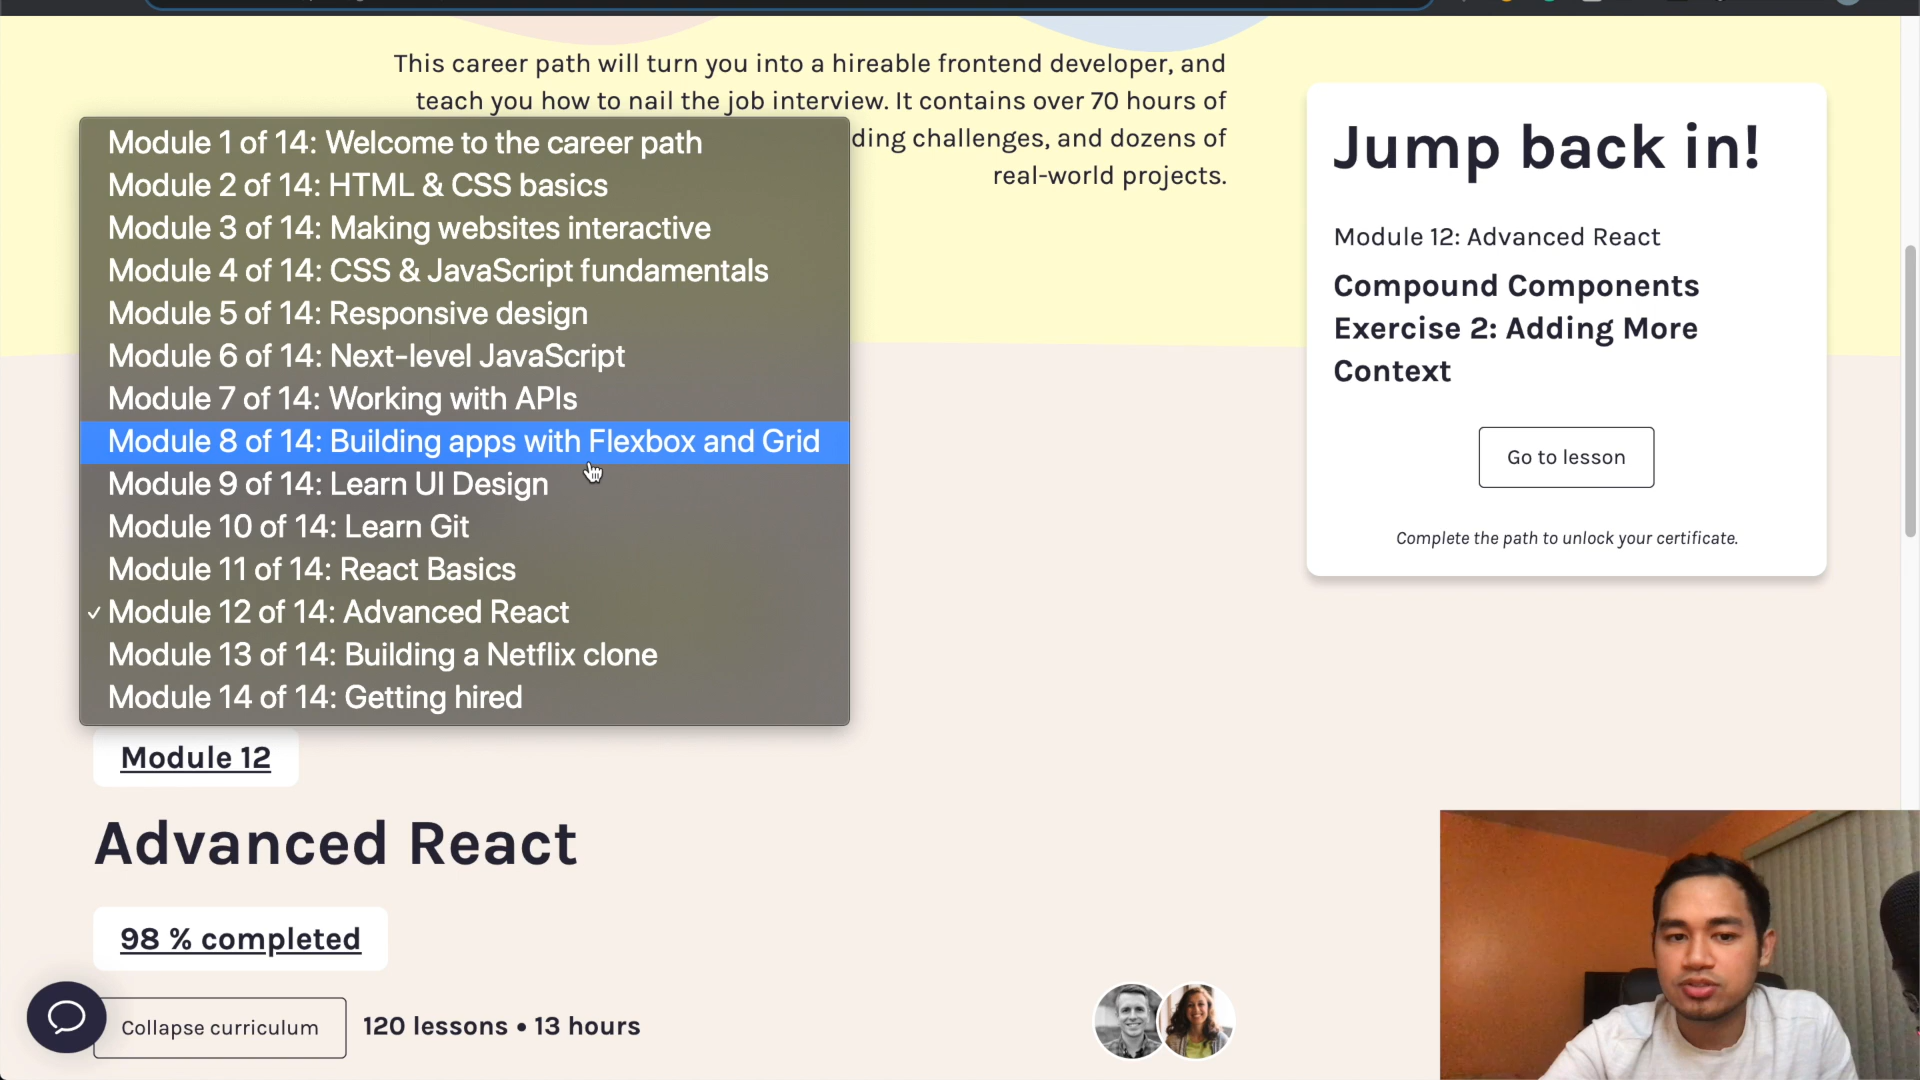 This career path will turn you into a hireable frontend developer, and
teach you how to nail the job interview. It contains over 70 hours of
ding challenges, and dozens of
real-world projects.
Module 1 of 14: Welcome to the career path
Module 2 of 14: HTML & CSS basics
Module 3 of 14: Making websites interactive
Module 4 of 14: CSS & JavaScript fundamentals
Module 5 of 14: Responsive design
Module 6 of 14: Next-level JavaScript
Module 7 of 14: Working with APIs
Module 8 of 14: Building apps with Flexbox and Grid
Module 9 of 14: Learn UI Design
Module 10 of 14: Learn Git
Module 11 of 14: React Basics
✓ Module 12 of 14: Advanced React
Module 13 of 14: Building a Netflix clone
Module 14 of 14: Getting hired
Jump back in!
Module 12: Advanced React
Compound Components
Exercise 2: Adding More
Context
Go to lesson
Complete the path to unlock your certificate.
Module 12
Advanced React
98 % completed
Collapse curriculum
120 lessons • 13 hours